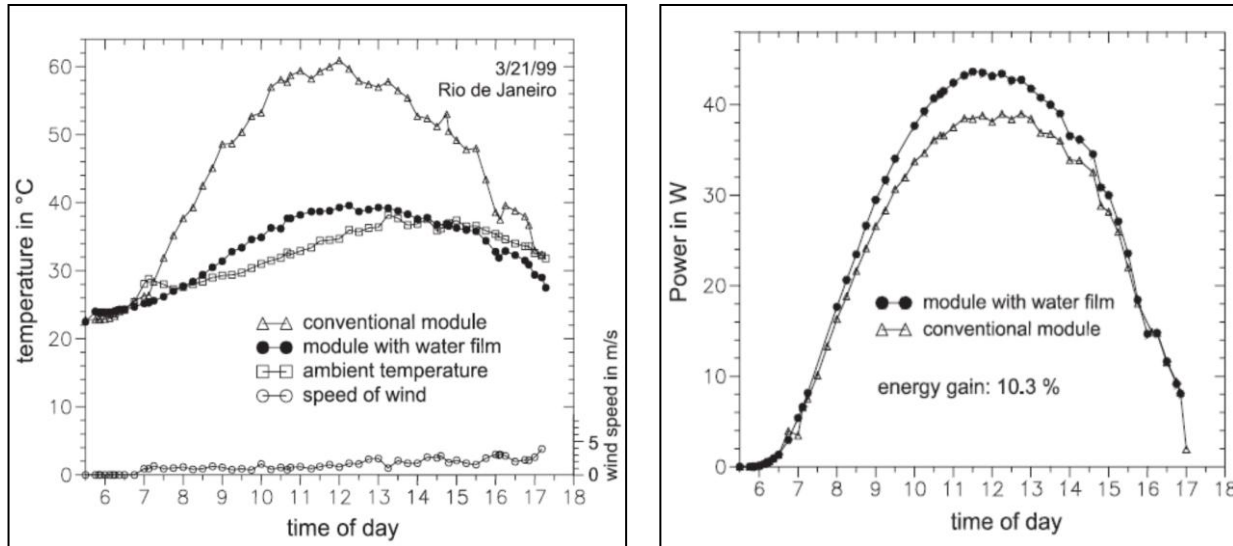 3/21/99
Rio de Janeiro
temperature in °C
60
50
40
30
20
10
0
conventional module
module with water film
ambient temperature
speed of wind
wind speed in m/s
5
0
6 7 8 9 10 11 12 13 14 15 16 17 18
time of day
Power in W
40
30
20
10
0
module with water film
conventional module
energy gain: 10.3 %
6 7 8 9 10 11 12 13 14 15 16 17 18
time of day